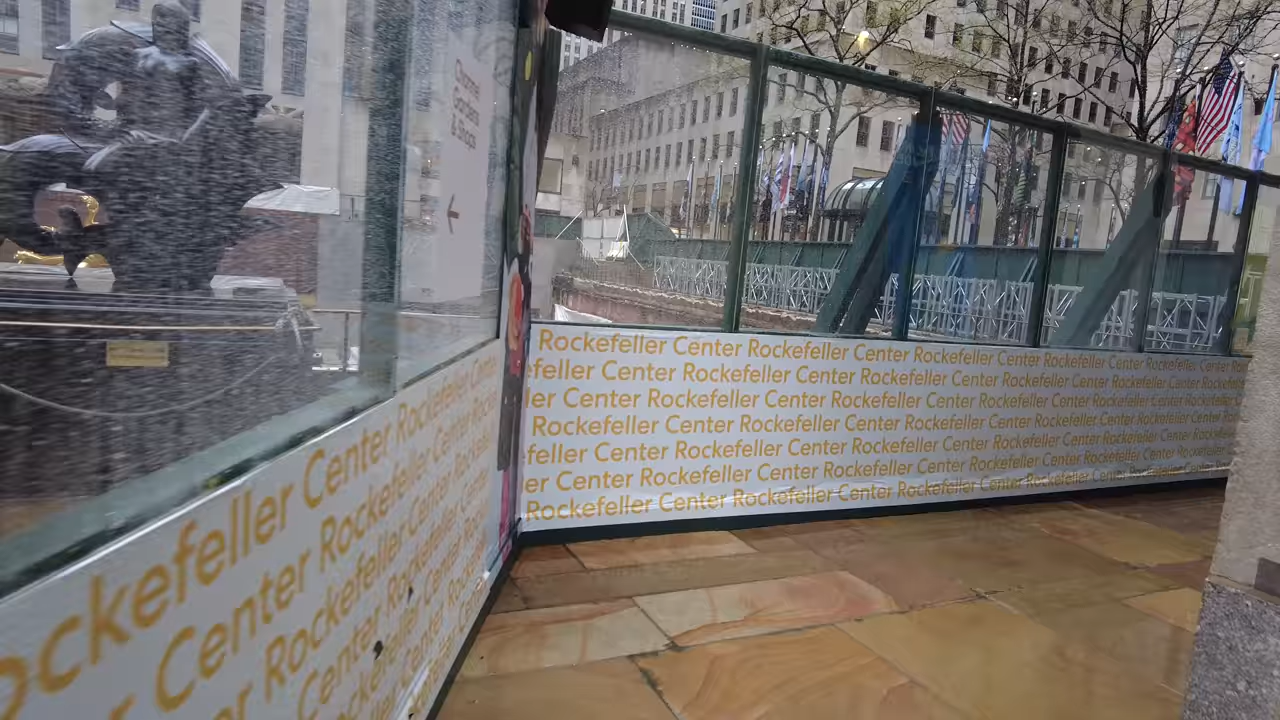 Channel
Gardens
& Shops
←
Rockefeller Center Rockefeller Center Rockefeller Center Rockefeller Center
feller Center Rockefeller Center Rockefeller Center Rockefeller Center
ler Center Rockefeller Center Rockefeller Center Rockefeller Center
Rockefeller Center Rockefeller Center Rockefeller Center Rockefeller Center
feller Center Rockefeller Center Rockefeller Center Rockefeller Center
er Center Rockefeller Center Rockefeller Center Rockefeller Center
Rockefeller Center Rockefeller Center Rockefeller Center Rockefeller Center
ockefeller Center Rockefeller Center
Center Rockefeller Center
Rockefeller Center
Center Rockefeller